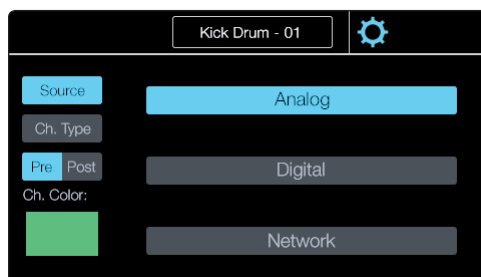 Kick Drum - 01
Source
Analog
Ch. Type
Pre Post
Digital
Ch. Color:
Network